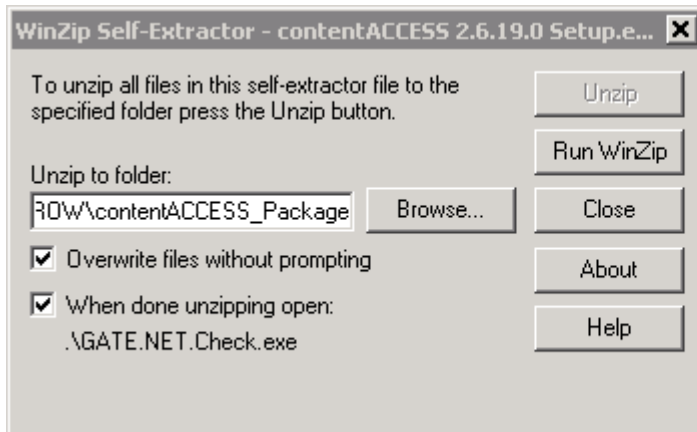 WinZip Self-Extractor - contentACCESS 2.6.19.0 Setup.e...
To unzip all files in this self-extractor file to the
specified folder press the Unzip button.
Unzip
Run WinZip
Unzip to folder:
ROW\contentACCESS_Package
Browse...
Close
Overwrite files without prompting
About
When done unzipping open:
.\GATE.NET.Check.exe
Help